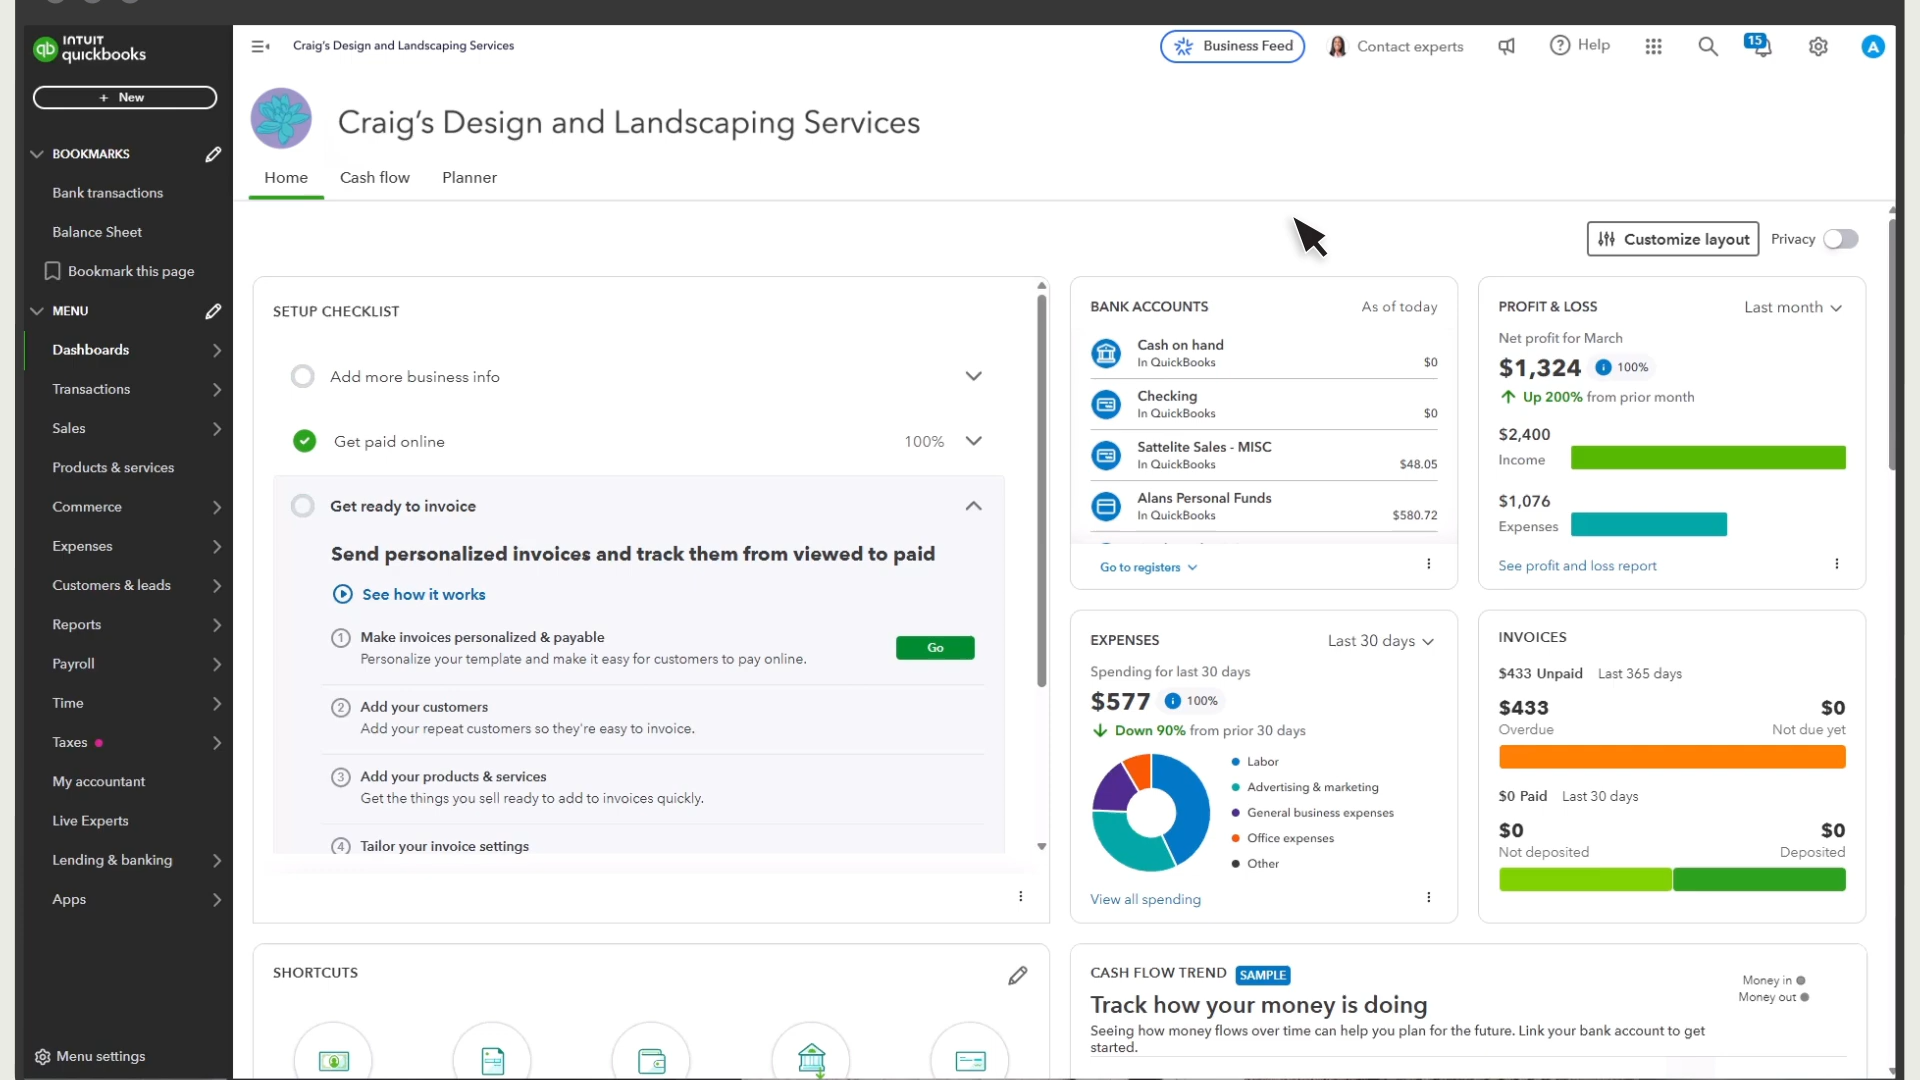 INTUIT
quickbooks
+ New
BOOKMARKS
Bank transactions
Balance Sheet
Bookmark this page
MENU
Dashboards
Transactions
Sales
Products & services
Commerce
Expenses
Customers & leads
Reports
Payroll
Time
Taxes
My accountant
Live Experts
Lending & banking
Apps
Menu settings
Craig's Design and Landscaping Services
Business Feed
Contact experts
Help
15
A
Craig's Design and Landscaping Services
Home Cash flow Planner
Customize layout
Privacy
SETUP CHECKLIST
Add more business info
Get paid online 100%
Get ready to invoice
Send personalized invoices and track them from viewed to paid
See how it works
1 Make invoices personalized & payable
Personalize your template and make it easy for customers to pay online.
Go
2 Add your customers
Add your repeat customers so they're easy to invoice.
3 Add your products & services
Get the things you sell ready to add to invoices quickly.
4 Tailor your invoice settings
BANK ACCOUNTS As of today
Cash on hand
In QuickBooks $0
Checking
In QuickBooks $0
Sattelite Sales - MISC
In QuickBooks $48.05
Alans Personal Funds
In QuickBooks $580.72
Go to registers
PROFIT & LOSS Last month
Net profit for March
$1,324 100%
Up 200% from prior month
$2,400
Income
$1,076
Expenses
See profit and loss report
EXPENSES Last 30 days
Spending for last 30 days
$577 100%
Down 90% from prior 30 days
Labor
Advertising & marketing
General business expenses
Office expenses
Other
View all spending
INVOICES
$433 Unpaid Last 365 days
$433 $0
Overdue Not due yet
$0 Paid Last 30 days
$0 $0
Not deposited Deposited
SHORTCUTS
CASH FLOW TREND SAMPLE
Track how your money is doing
Seeing how money flows over time can help you plan for the future. Link your bank account to get
started.
Money in
Money out